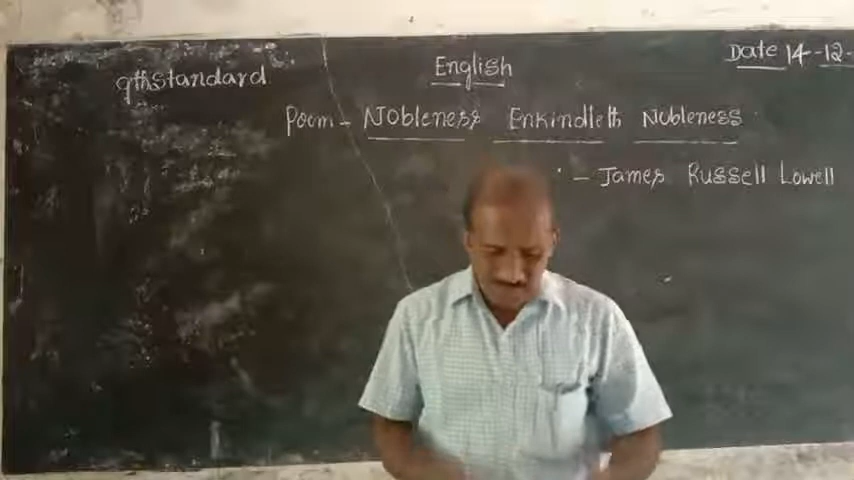 9thstandard English Date 14-12-
Poem - Nobleness Enkindleth Nobleness
- James Russell Lowell